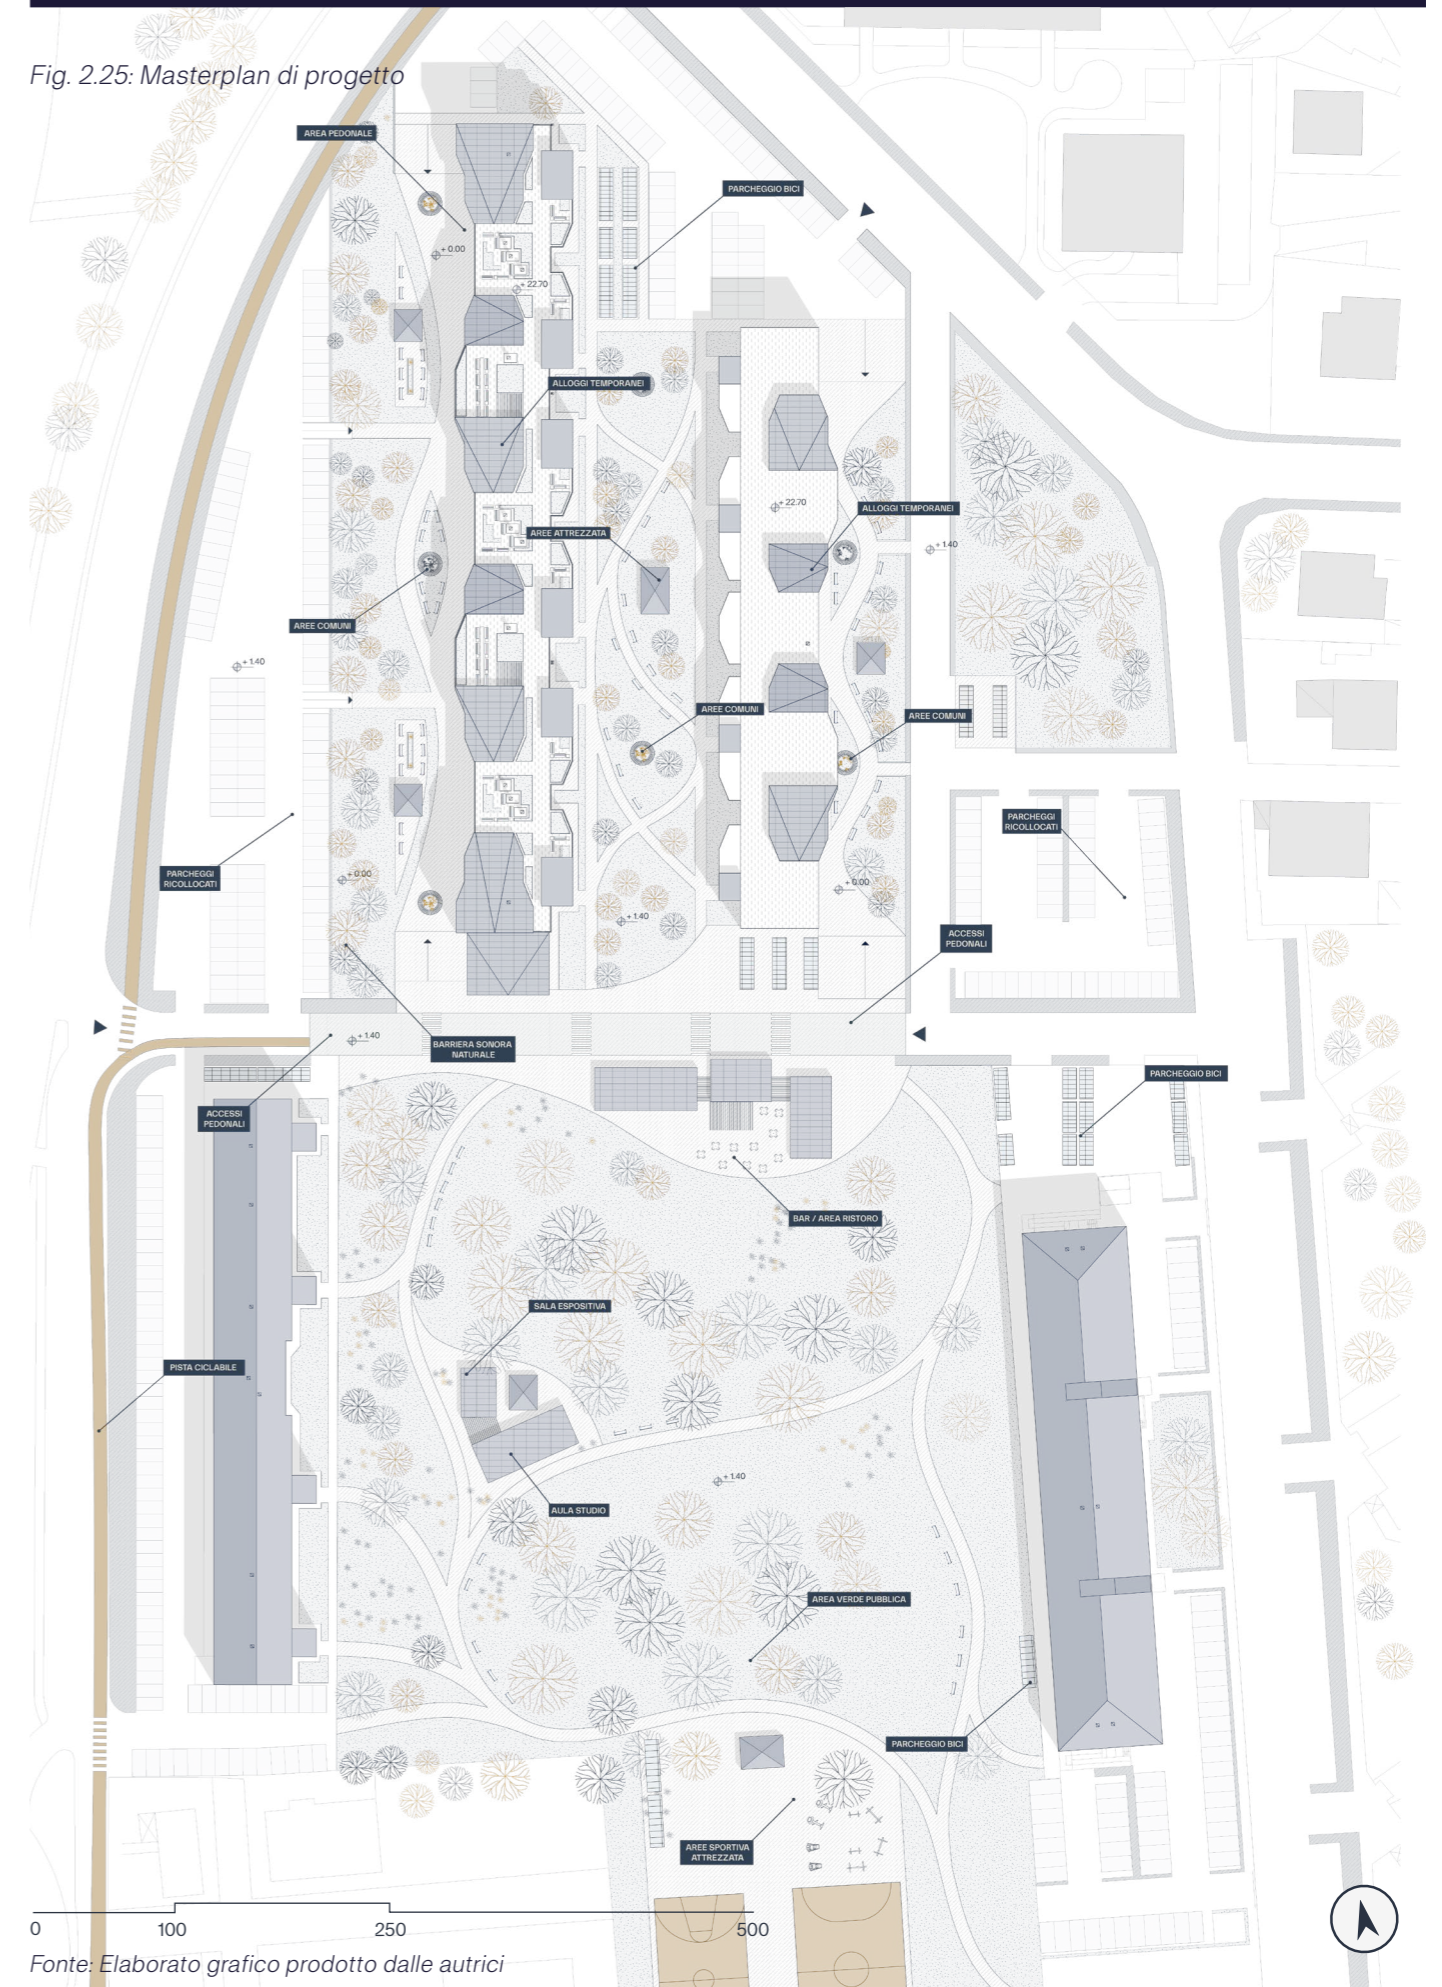 Fig. 2.25: Masterplan di progetto
AREA PEDONALE
PARCHEGGIO BICI
+ 0.00
+ 22.70
ALLOGGI TEMPORANEI
+ 22.70
ALLOGGI TEMPORANEI
AREE ATTREZZATA
+ 1.40
AREE COMUNI
+ 1.40
AREE COMUNI
AREE COMUNI
PARCHEGGI
RICOLLOCATI
PARCHEGGI
RICOLLOCATI
+ 0.00
+ 0.00
+ 1.40
ACCESSI
PEDONALI
+ 1.40
BARRIERA SONORA
NATURALE
PARCHEGGIO BICI
ACCESSI
PEDONALI
BAR / AREA RISTORO
SALA ESPOSITIVA
PISTA CICLABILE
+ 1.40
AULA STUDIO
AREA VERDE PUBBLICA
PARCHEGGIO BICI
AREE SPORTIVA
ATTREZZATA
0 100 250 500
Fonte: Elaborato grafico prodotto dalle autrici